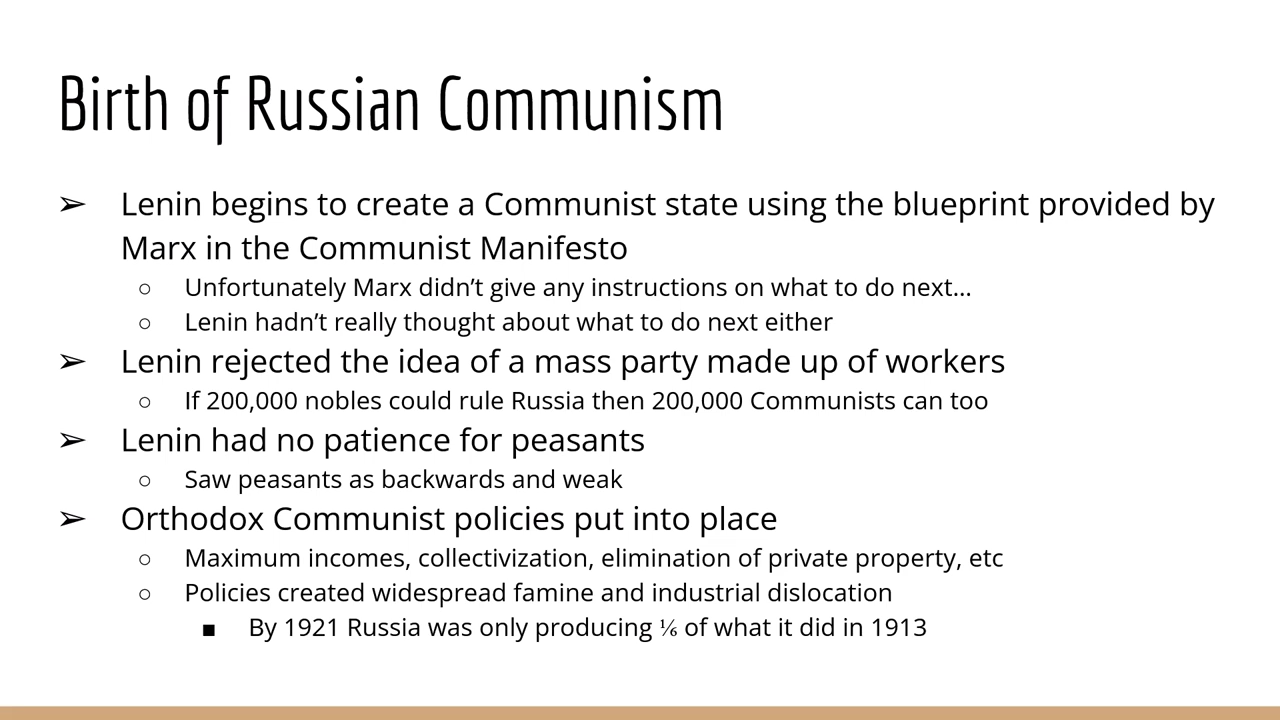 Birth of Russian Communism
➢ Lenin begins to create a Communist state using the blueprint provided by
Marx in the Communist Manifesto
○ Unfortunately Marx didn’t give any instructions on what to do next…
○ Lenin hadn’t really thought about what to do next either
➢ Lenin rejected the idea of a mass party made up of workers
○ If 200,000 nobles could rule Russia then 200,000 Communists can too
➢ Lenin had no patience for peasants
○ Saw peasants as backwards and weak
➢ Orthodox Communist policies put into place
○ Maximum incomes, collectivization, elimination of private property, etc
○ Policies created widespread famine and industrial dislocation
■ By 1921 Russia was only producing ⅙ of what it did in 1913